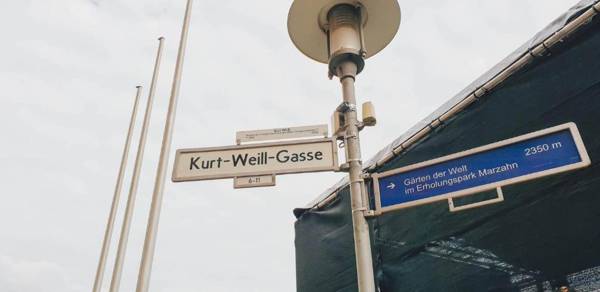 Kurt-Weill-Gasse
6-11
→ Gärten der Welt
im Erholungspark Marzahn
2350 m